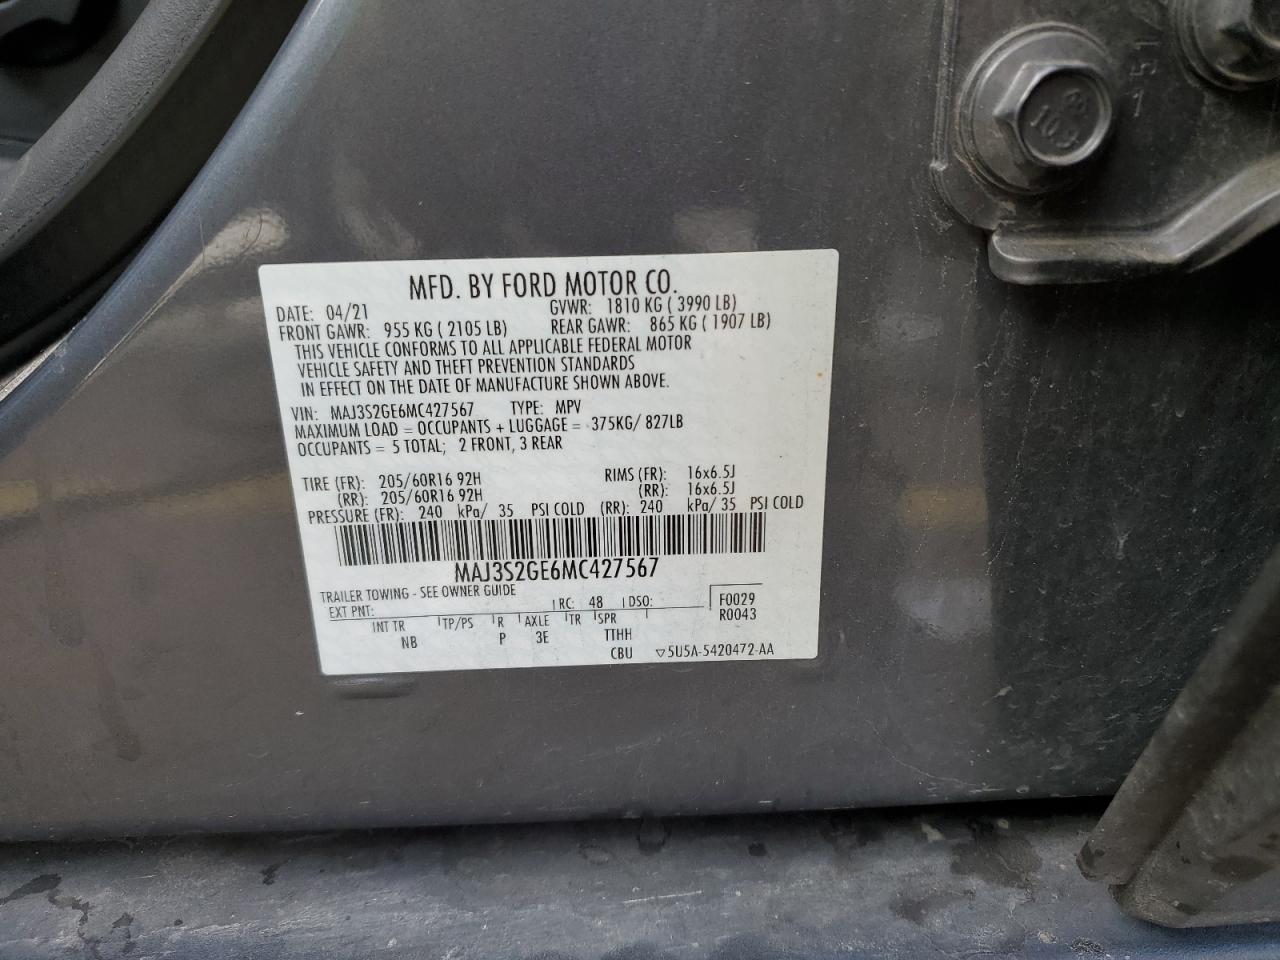 MFD. BY FORD MOTOR CO.
DATE: 04/21 GVWR: 1810 KG ( 3990 LB)
FRONT GAWR: 955 KG ( 2105 LB) REAR GAWR: 865 KG ( 1907 LB)
THIS VEHICLE CONFORMS TO ALL APPLICABLE FEDERAL MOTOR
VEHICLE SAFETY AND THEFT PREVENTION STANDARDS
IN EFFECT ON THE DATE OF MANUFACTURE SHOWN ABOVE.
VIN: MAJ3S2GE6MC427567 TYPE: MPV
MAXIMUM LOAD = OCCUPANTS + LUGGAGE = 375KG/ 827LB
OCCUPANTS = 5 TOTAL; 2 FRONT, 3 REAR
TIRE (FR): 205/60R16 92H RIMS (FR): 16x6.5J
(RR): 205/60R16 92H (RR): 16x6.5J
PRESSURE (FR): 240 kPa/ 35 PSI COLD (RR): 240 kPa/ 35 PSI COLD
MAJ3S2GE6MC427567
TRAILER TOWING - SEE OWNER GUIDE
EXT PNT: RC: 48 DSO: F0029
R0043
INT TR TP/PS R AXLE TR SPR
NB P 3E TTHH
CBU ▽5U5A-5420472-AA
10.9
151